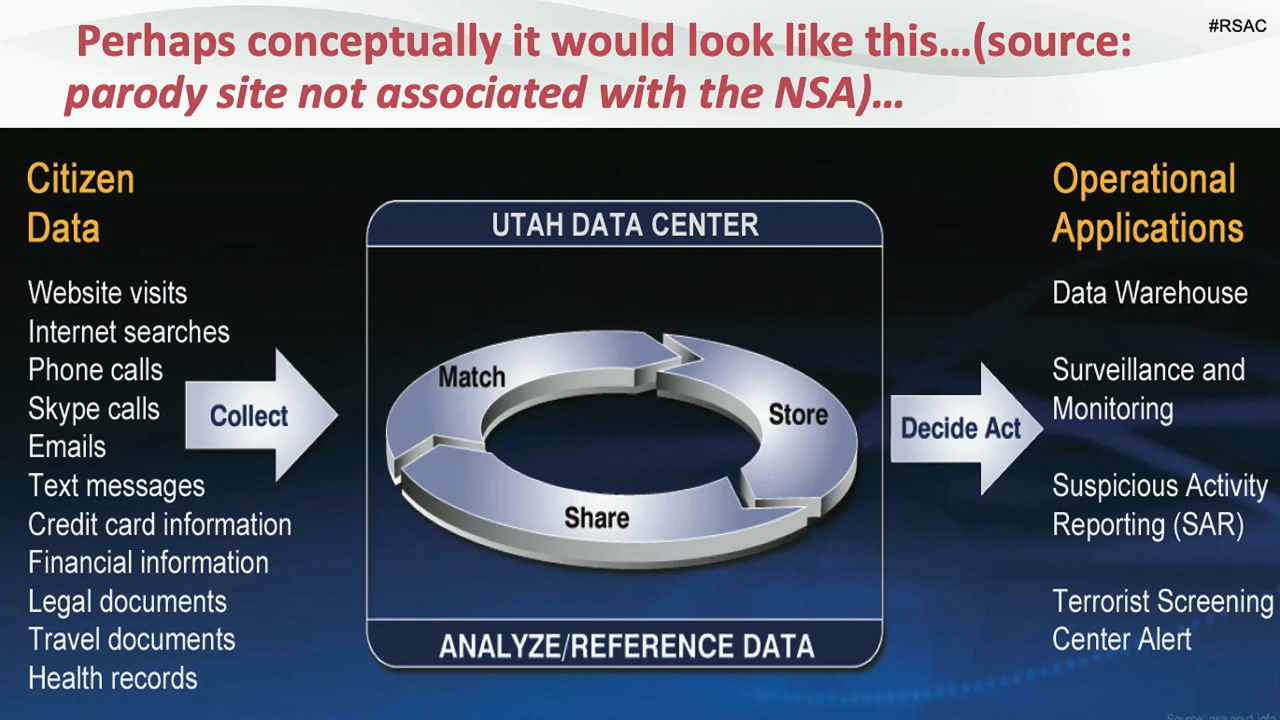 #RSAC
Perhaps conceptually it would look like this...(source:
parody site not associated with the NSA)...
Citizen
Data
Website visits
Internet searches
Phone calls
Skype calls
Emails
Text messages
Credit card information
Financial information
Legal documents
Travel documents
Health records
Collect
UTAH DATA CENTER
Match
Store
Share
ANALYZE/REFERENCE DATA
Decide Act
Operational
Applications
Data Warehouse
Surveillance and
Monitoring
Suspicious Activity
Reporting (SAR)
Terrorist Screening
Center Alert